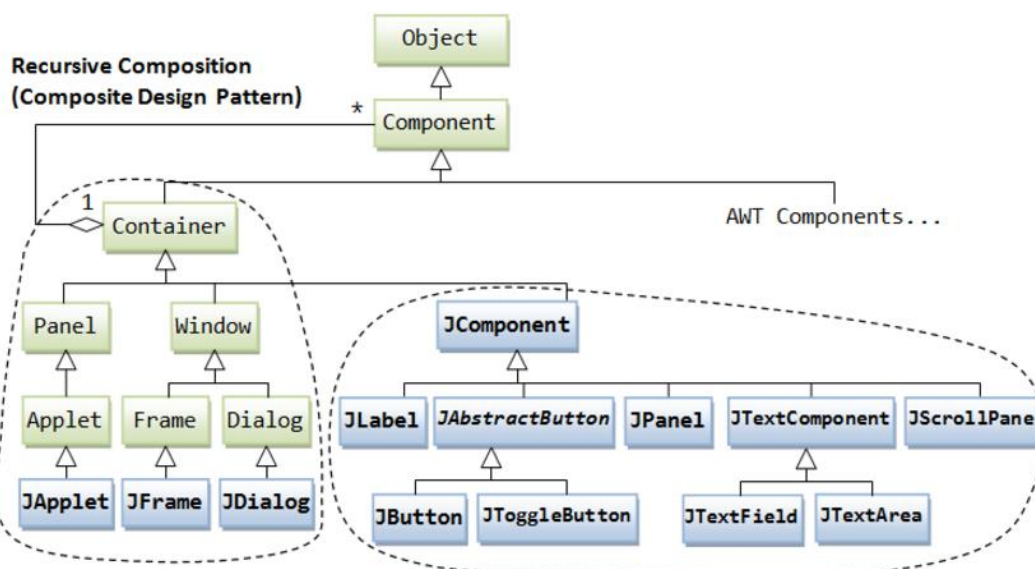 Object
Recursive Composition
(Composite Design Pattern)
*
Component
1
Container
AWT Components...
Panel
Window
JComponent
Applet
Frame
Dialog
JLabel
JAbstractButton
JPanel
JTextComponent
JScrollPane
JApplet
JFrame
JDialog
JButton
JToggleButton
JTextField
JTextArea